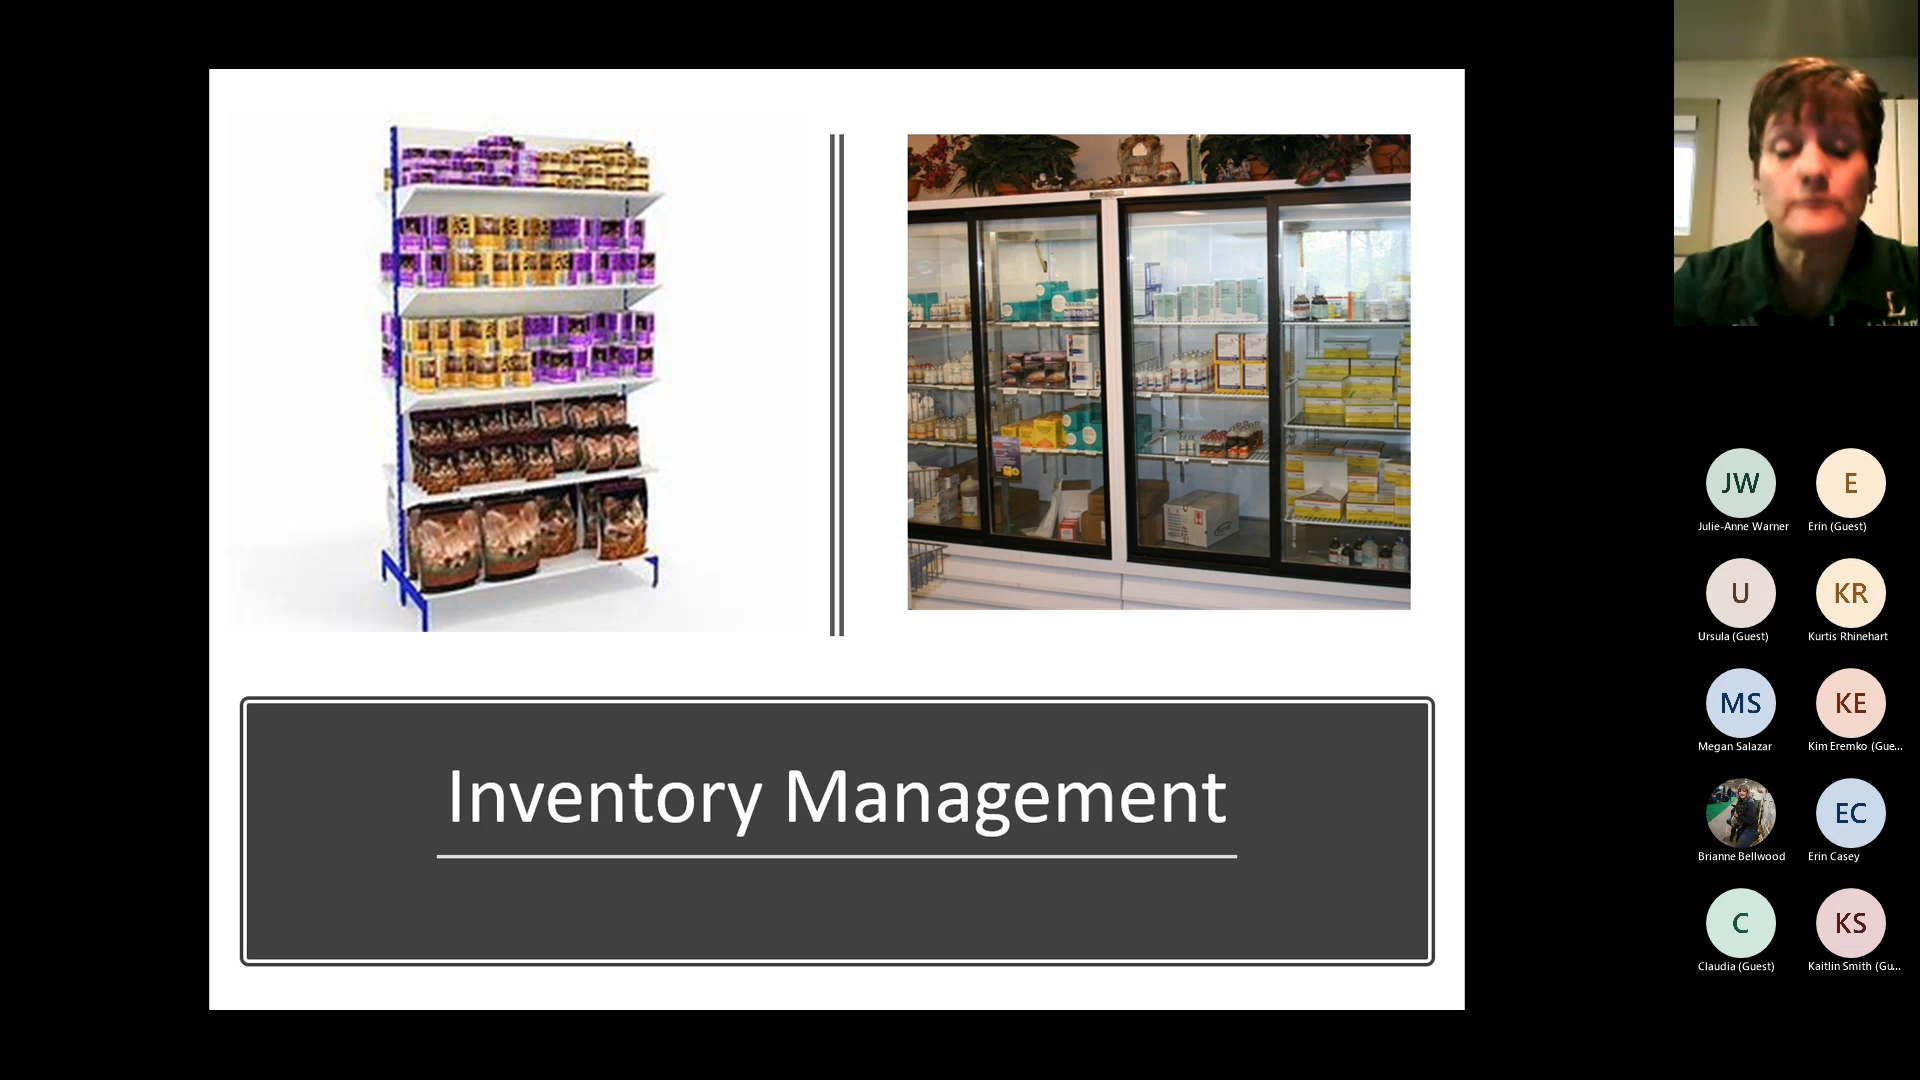 Inventory Management
JW
Julie-Anne Warner
E
Erin (Guest)
U
Ursula (Guest)
KR
Kurtis Rhinehart
MS
Megan Salazar
KE
Kim Eremko (Gue...
Brianne Bellwood
EC
Erin Casey
C
Claudia (Guest)
KS
Kaitlin Smith (Gu...